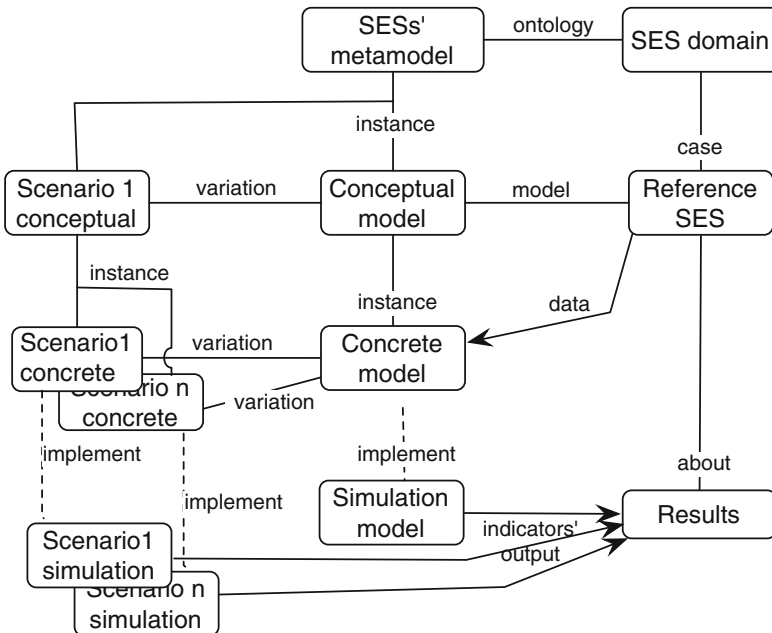 SESs'
metamodel
ontology
SES domain
instance
case
Scenario 1
conceptual
variation
Conceptual
model
model
Reference
SES
instance
instance
data
Scenario1
concrete
variation
Concrete
model
Scenario n
concrete
variation
implement
implement
implement
about
Simulation
model
indicators'
output
Results
Scenario1
simulation
Scenario n
simulation